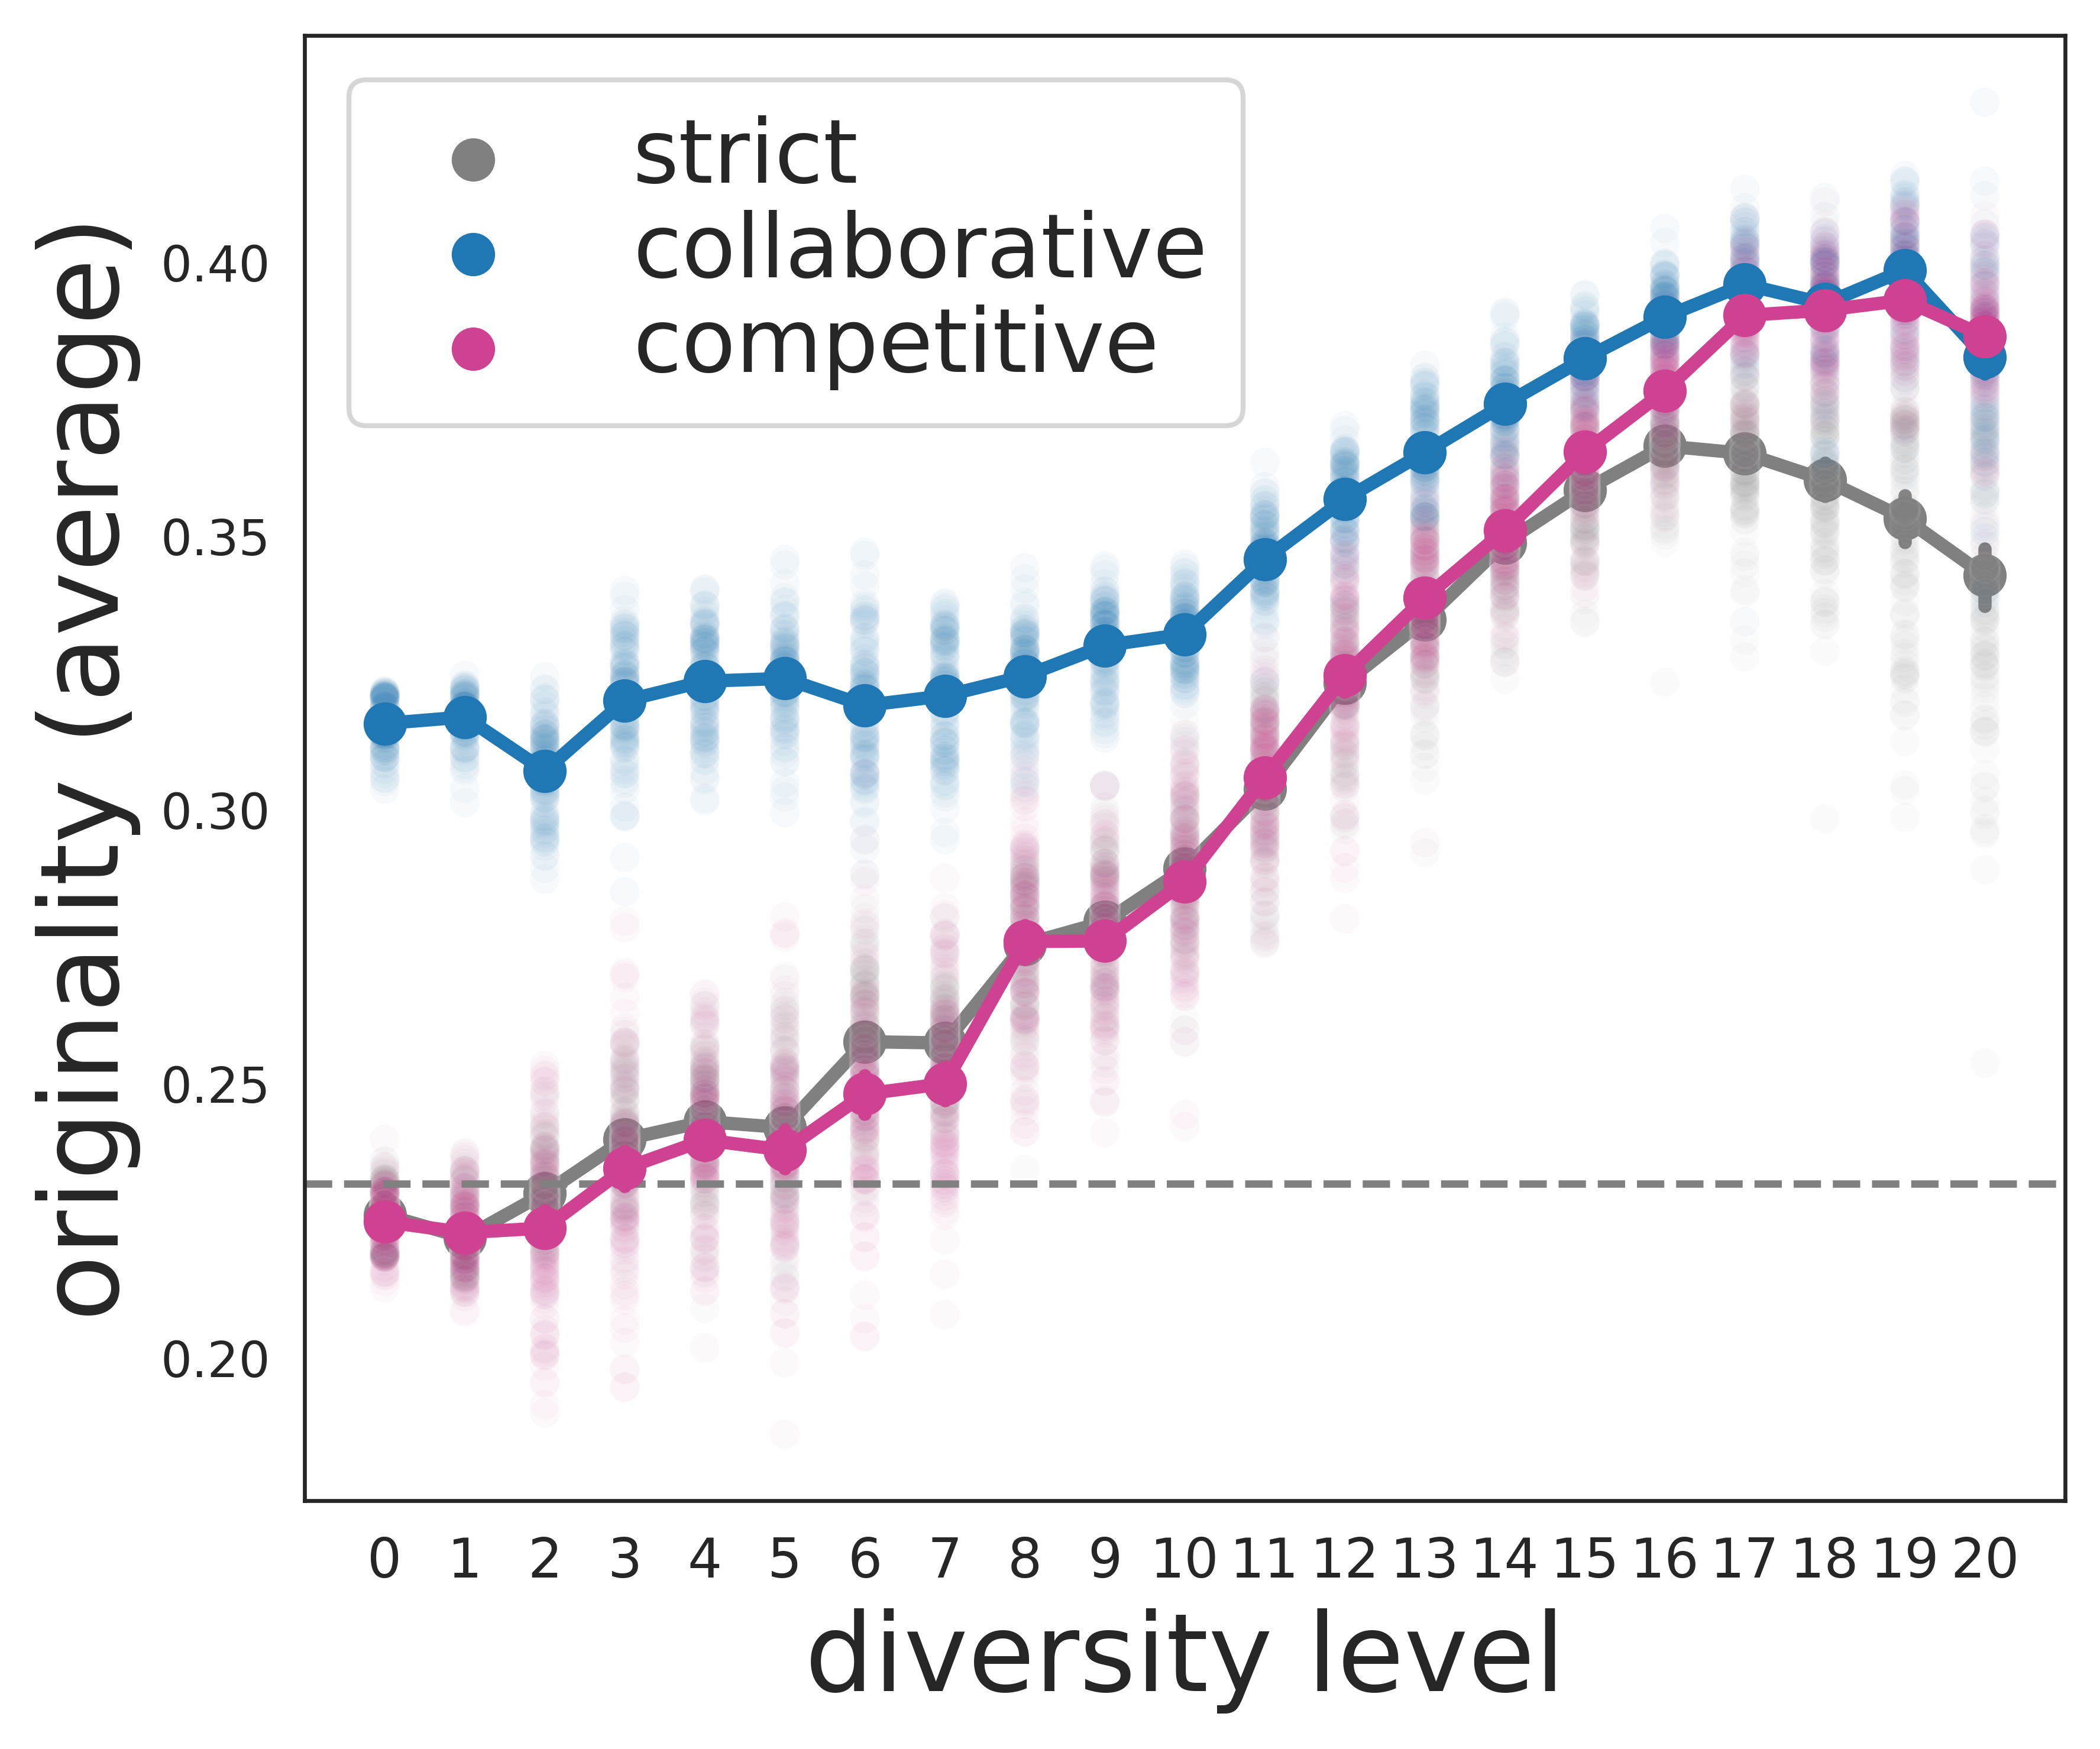 strict
collaborative
competitive
originality (average)
0.40
0.35
0.30
0.25
0.20
0 1 2 3 4 5 6 7 8 9 10 11 12 13 14 15 16 17 18 19 20
diversity level